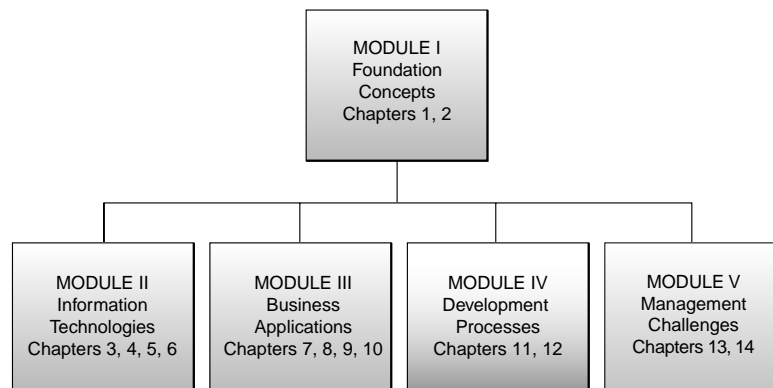 MODULE I
Foundation
Concepts
Chapters 1, 2
MODULE II
Information
Technologies
Chapters 3, 4, 5, 6
MODULE III
Business
Applications
Chapters 7, 8, 9, 10
MODULE IV
Development
Processes
Chapters 11, 12
MODULE V
Management
Challenges
Chapters 13, 14